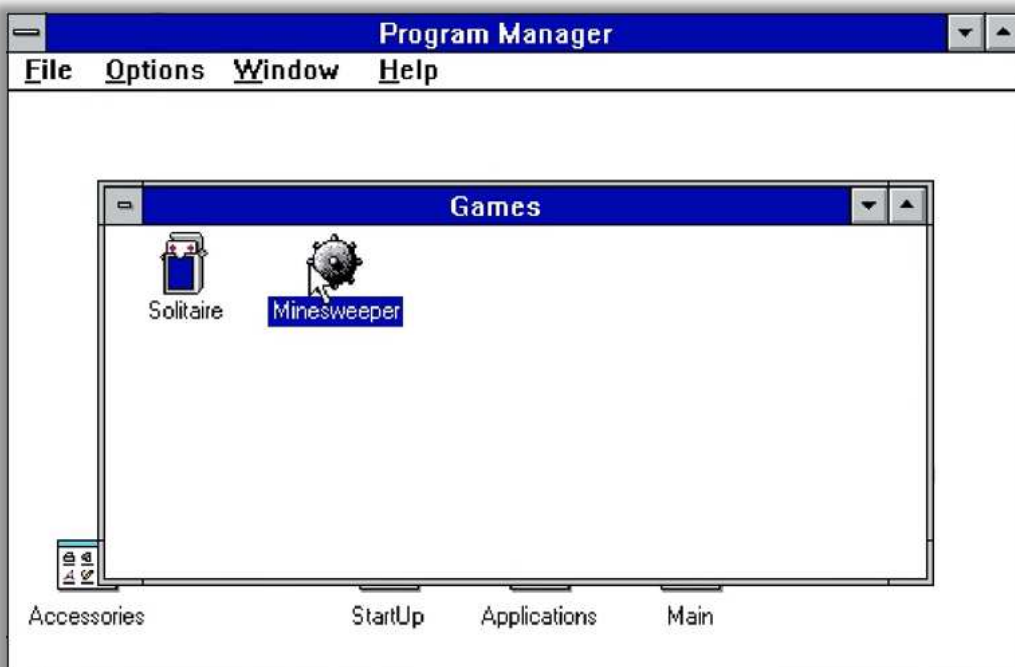 Program Manager
File Options Window Help
Games
Solitaire Minesweeper
Accessories StartUp Applications Main